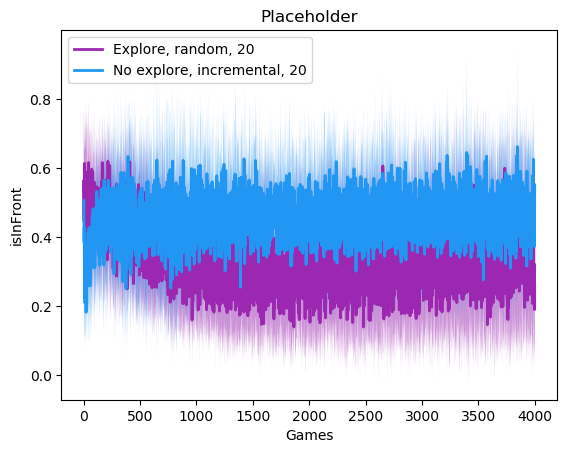 Placeholder
Explore, random, 20
No explore, incremental, 20
0.8
0.6
0.4
0.2
0.0
isInFront
0 500 1000 1500 2000 2500 3000 3500 4000
Games